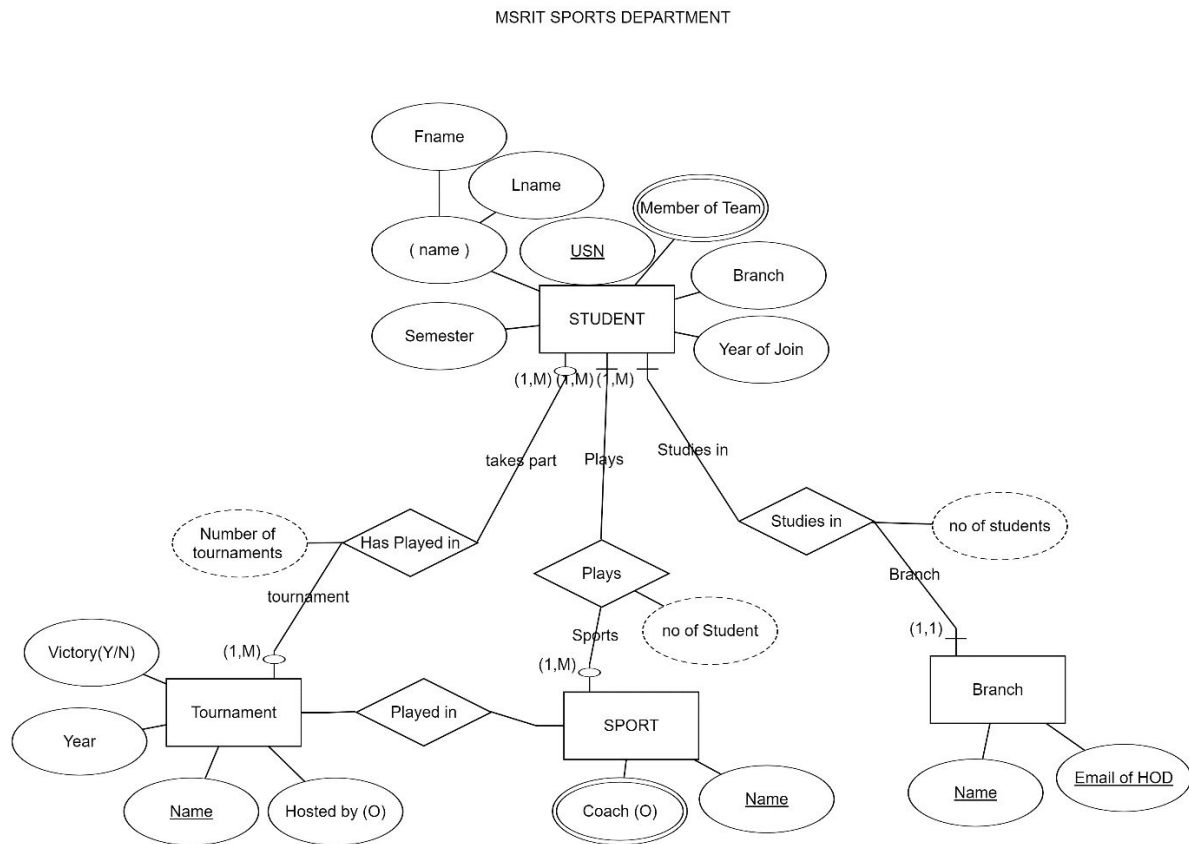 MSRIT SPORTS DEPARTMENT
Fname
Lname
Member of Team
( name )
USN
Branch
STUDENT
Semester
Year of Join
(1,M)
(1,M)
(1,M)
Studies in
takes part
Plays
Number of
tournaments
Has Played in
Studies in
no of students
Plays
Branch
tournament
no of Student
Sports
(1,1)
Victory(Y/N)
(1,M)
(1,M)
Tournament
Played in
SPORT
Branch
Year
Name
Hosted by (O)
Coach (O)
Name
Name
Email of HOD